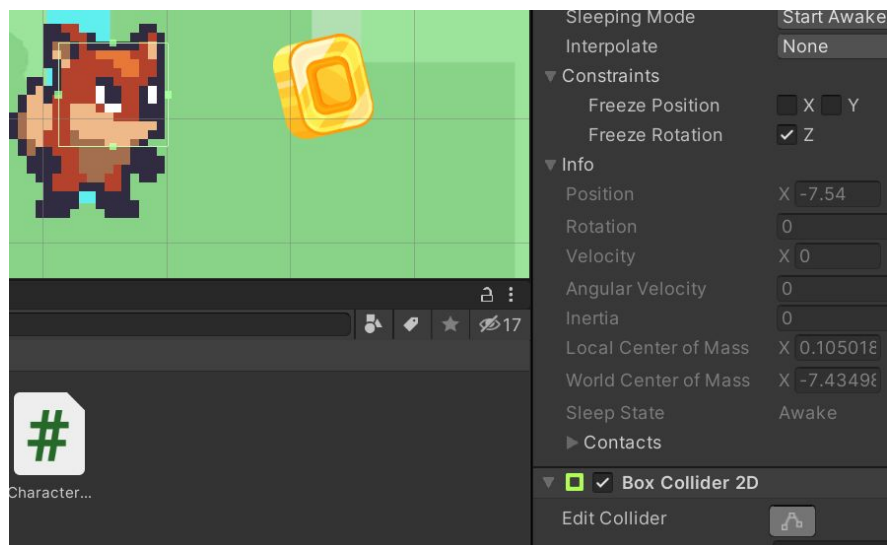 Sleeping Mode Start Awake
Interpolate None
Constraints
Freeze Position X Y
Freeze Rotation Z
Info
Position X -7.54
Rotation 0
Velocity X 0
Angular Velocity 0
Inertia 0
Local Center of Mass X 0.105018
World Center of Mass X -7.43498
Sleep State Awake
Contacts
17
#
Character...
Box Collider 2D
Edit Collider